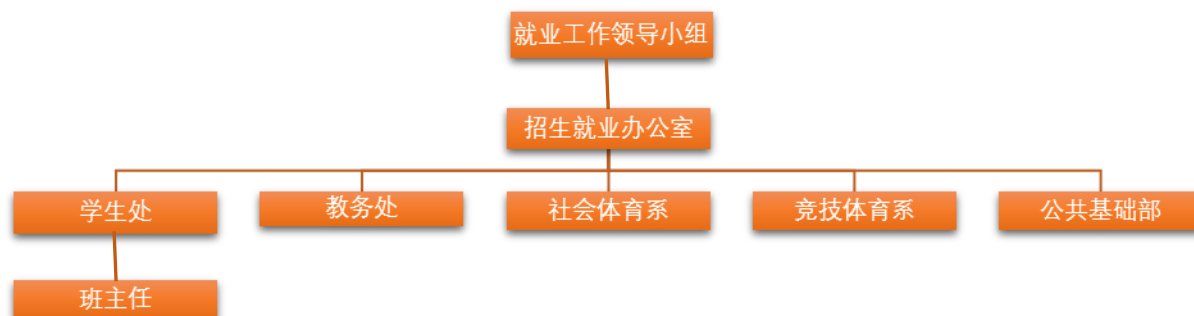 就业工作领导小组
招生就业办公室
学生处
教务处
社会体育系
竞技体育系
公共基础部
班主任